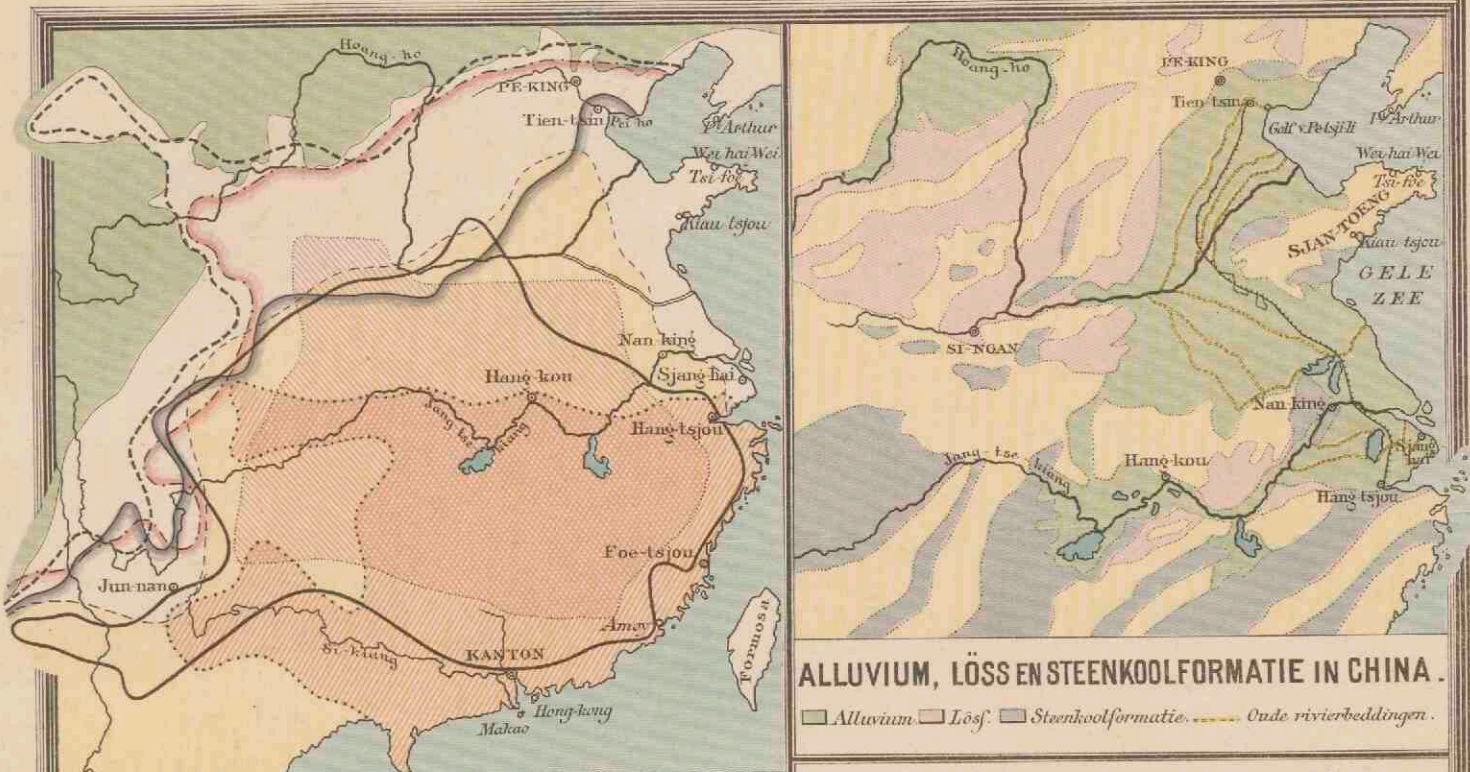 Hoang-ho
PE-KING
Tien-tsin
Pei-ho
Pt. Arthur
Wei hai Wei
Tsi-foe
Kiau tsjou
Nan-king
Sjang-hai
Hang-kou
Jang-tse
kiang
Hang-tsjou
Foe-tsjou
Jun-nan
Amoy
Formosa
Si-kiang
KANTON
Hong-kong
Makao
Hoang-ho
PE-KING
Tien-tsin
Golf v. Petsji-li
Pt. Arthur
Wei-hai-Wei
Tsi-foe
SJAN-TOENG
Kiau tsjou
GELE
ZEE
SI-NGAN
Nan-king
Jang-tse
kiang
Hang-kou
Sjang
hai
Hang-tsjou
ALLUVIUM, LÖSS EN STEENKOOLFORMATIE IN CHINA.
Alluvium. Löss. Steenkoolformatie. Oude rivierbeddingen.